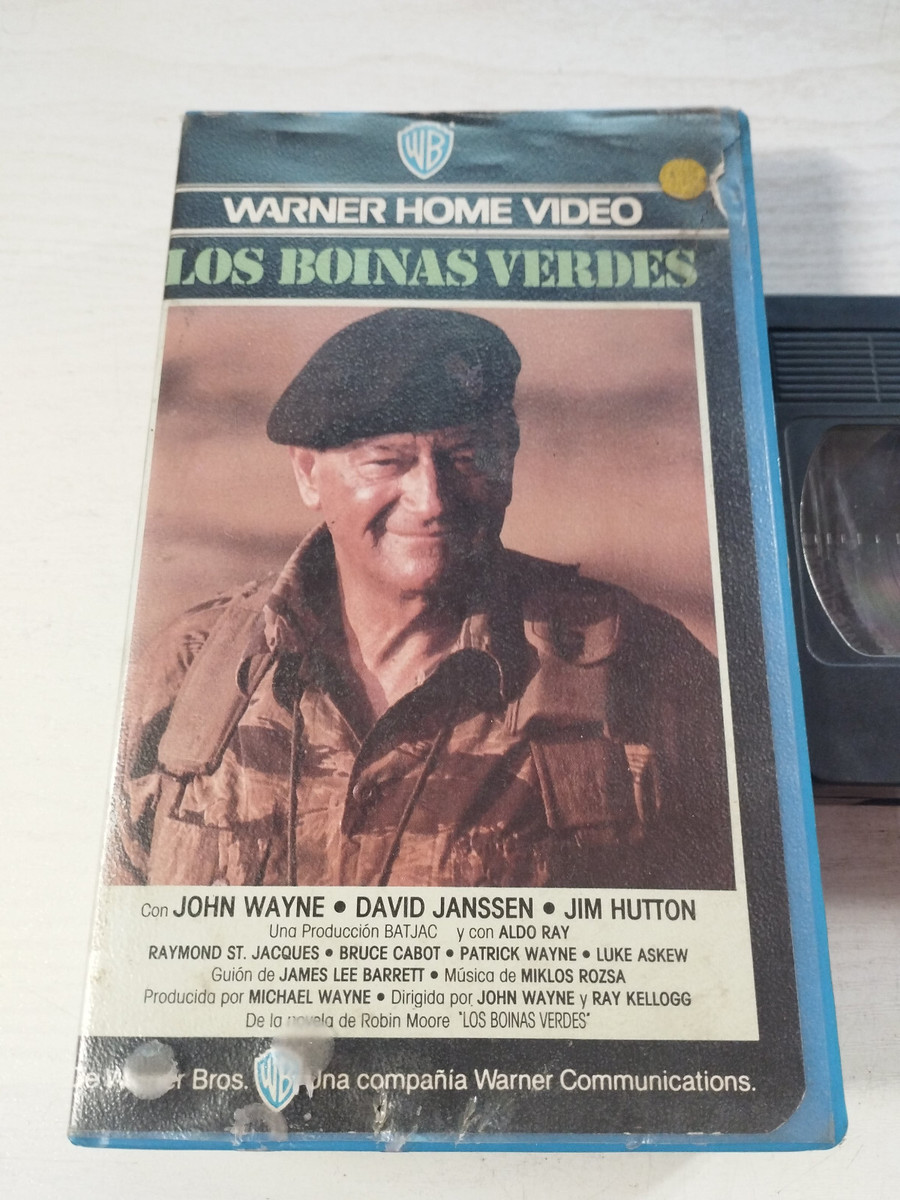 WB
WARNER HOME VIDEO
LOS BOINAS VERDES
Con JOHN WAYNE • DAVID JANSSEN • JIM HUTTON
Una Producción BATJAC y con ALDO RAY
RAYMOND ST. JACQUES • BRUCE CABOT • PATRICK WAYNE • LUKE ASKEW
Guión de JAMES LEE BARRETT • Música de MIKLOS ROZSA
Producida por MICHAEL WAYNE • Dirigida por JOHN WAYNE y RAY KELLOGG
De la novela de Robin Moore "LOS BOINAS VERDES"
Bros. WB Una compañía Warner Communications.